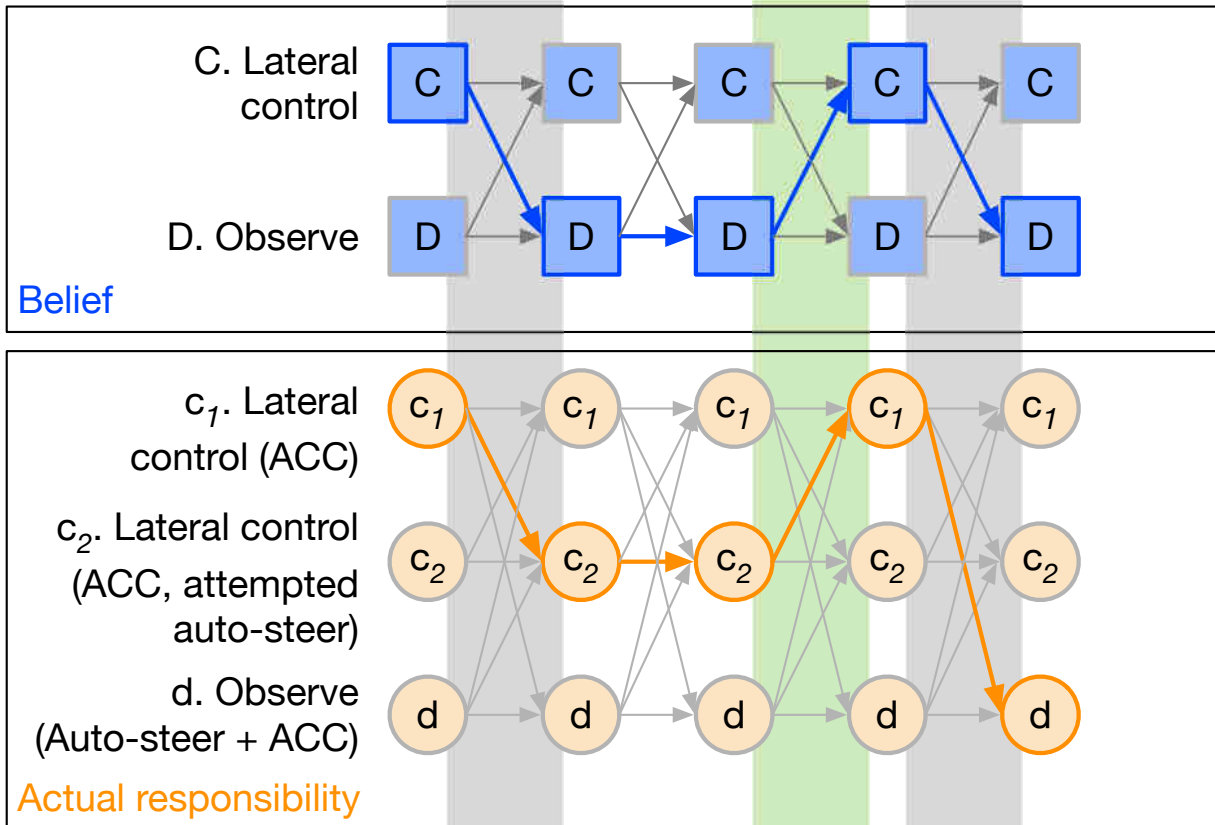 C. Lateral
control
C C C C C
D. Observe
D D D D D
Belief
c1. Lateral
control (ACC)
c1 c1 c1 c1 c1
c2. Lateral control
(ACC, attempted
auto-steer)
c2 c2 c2 c2 c2
d. Observe
(Auto-steer + ACC)
d d d d d
Actual responsibility